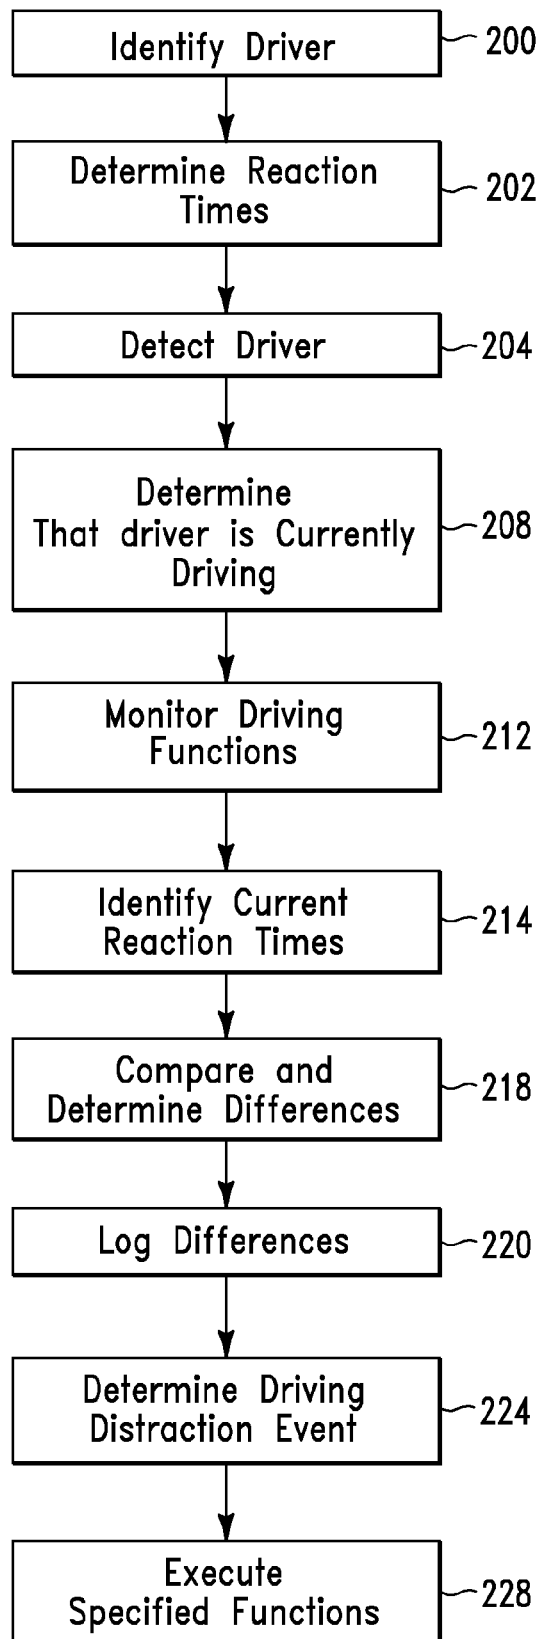 Identify Driver
200
Determine Reaction
Times
202
Detect Driver
204
Determine
That driver is Currently
Driving
208
Monitor Driving
Functions
212
Identify Current
Reaction Times
214
Compare and
Determine Differences
218
Log Differences
220
Determine Driving
Distraction Event
224
Execute
Specified Functions
228